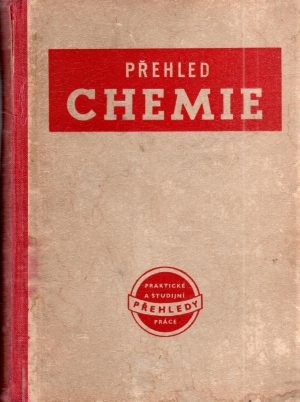 PŘEHLED
CHEMIE
PRAKTICKÉ
A STUDIJNÍ
PŘEHLEDY
PRÁCE